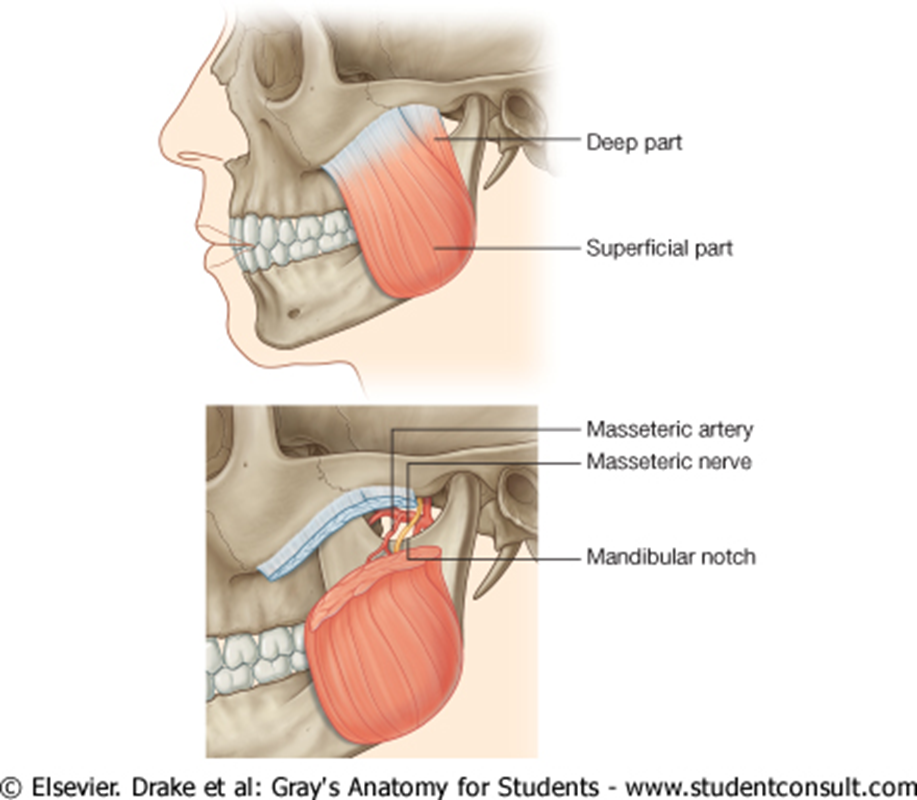 Deep part
Superficial part
Masseteric artery
Masseteric nerve
Mandibular notch
© Elsevier. Drake et al: Gray's Anatomy for Students - www.studentconsult.com